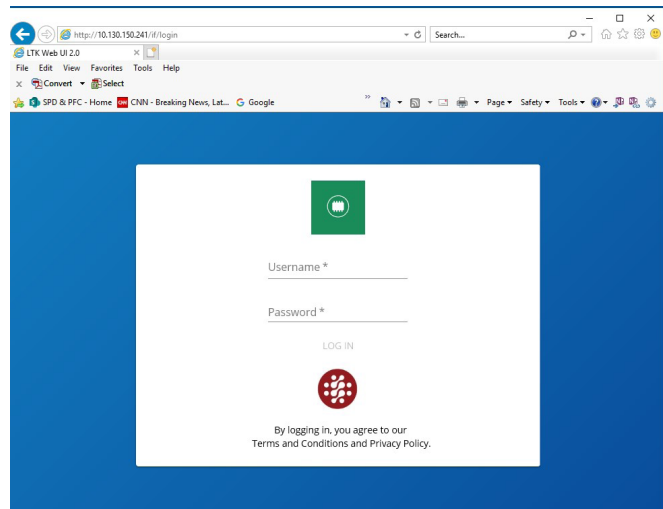 http://10.130.150.241/if/login
Search...
LTK Web UI 2.0
File Edit View Favorites Tools Help
x Convert Select
SPD & PFC - Home CNN - Breaking News, Lat... G Google » Page Safety Tools
Username *
Password *
LOG IN
By logging in, you agree to our
Terms and Conditions and Privacy Policy.